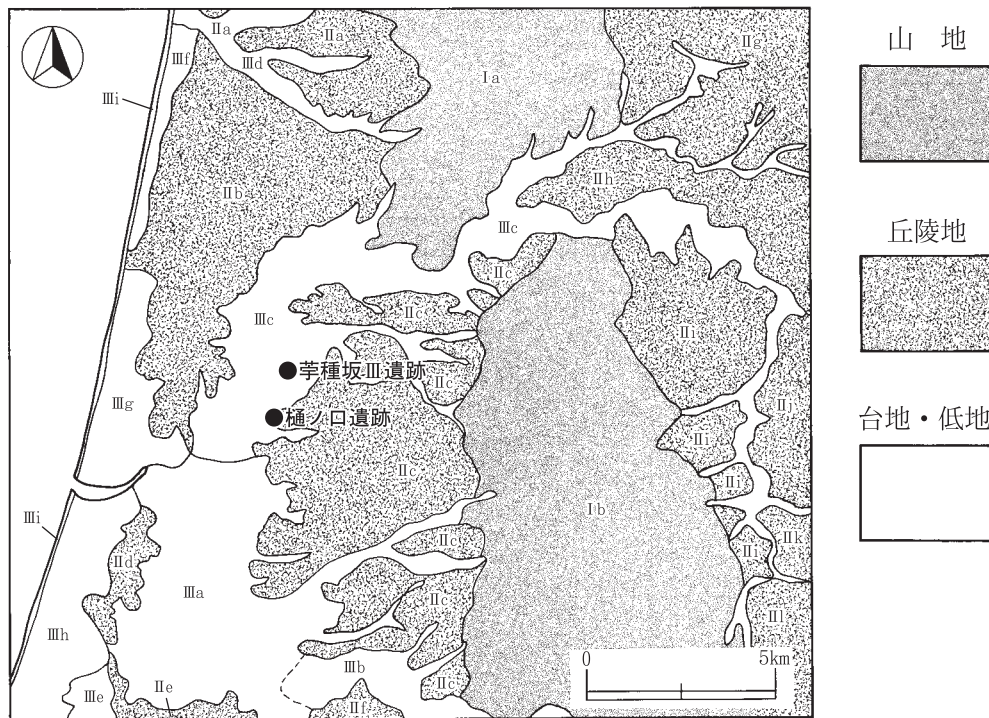 Ⅱa
Ⅱa
Ⅱg
Ⅲf
Ⅲd
Ⅰa
Ⅲi
Ⅱb
Ⅱh
Ⅲc
Ⅱc
Ⅲc
Ⅱc
Ⅱi
●苧種坂Ⅲ遺跡
Ⅱc
Ⅲg
Ⅱj
●樋ノ口遺跡
Ⅱi
Ⅱc
Ⅱi
Ⅰb
Ⅲi
Ⅱc
Ⅱi
Ⅱk
Ⅱd
Ⅲa
Ⅱc
Ⅱl
Ⅲh
Ⅲb
0 5km
Ⅱc
Ⅲe
Ⅱe
Ⅱf
山 地
丘陵地
台地・低地